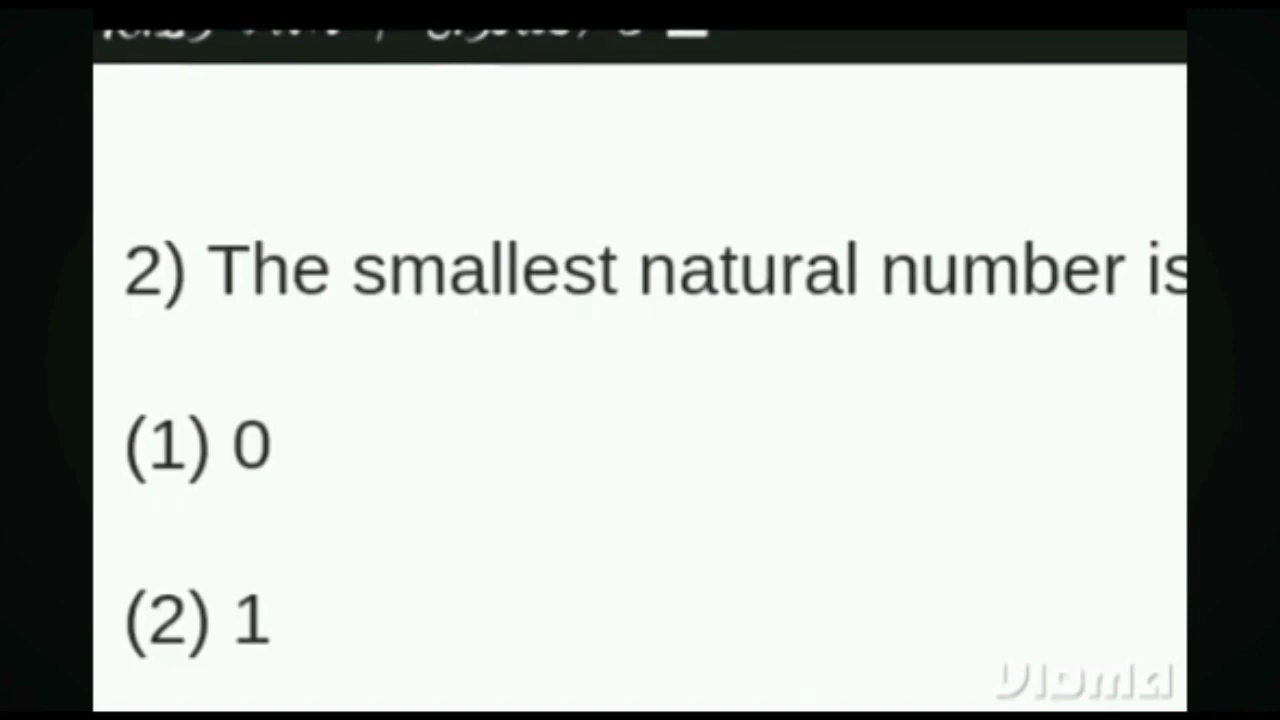 2) The smallest natural number is
(1) 0
(2) 1